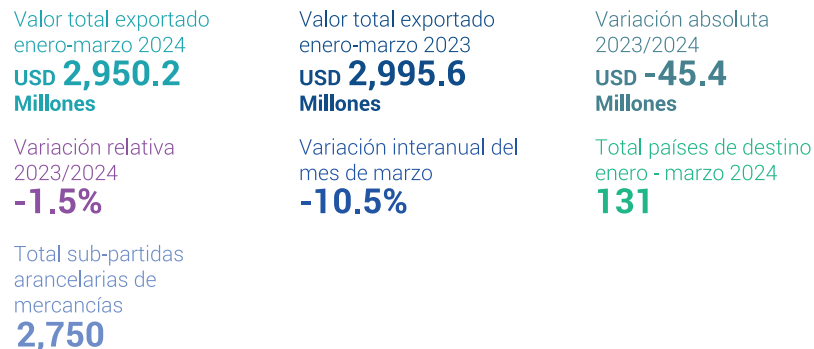 Valor total exportado
enero-marzo 2024
USD 2,950.2
Millones
Valor total exportado
enero-marzo 2023
USD 2,995.6
Millones
Variación absoluta
2023/2024
USD -45.4
Millones
Variación relativa
2023/2024
-1.5%
Variación interanual del
mes de marzo
-10.5%
Total países de destino
enero - marzo 2024
131
Total sub-partidas
arancelarias de
mercancías
2,750